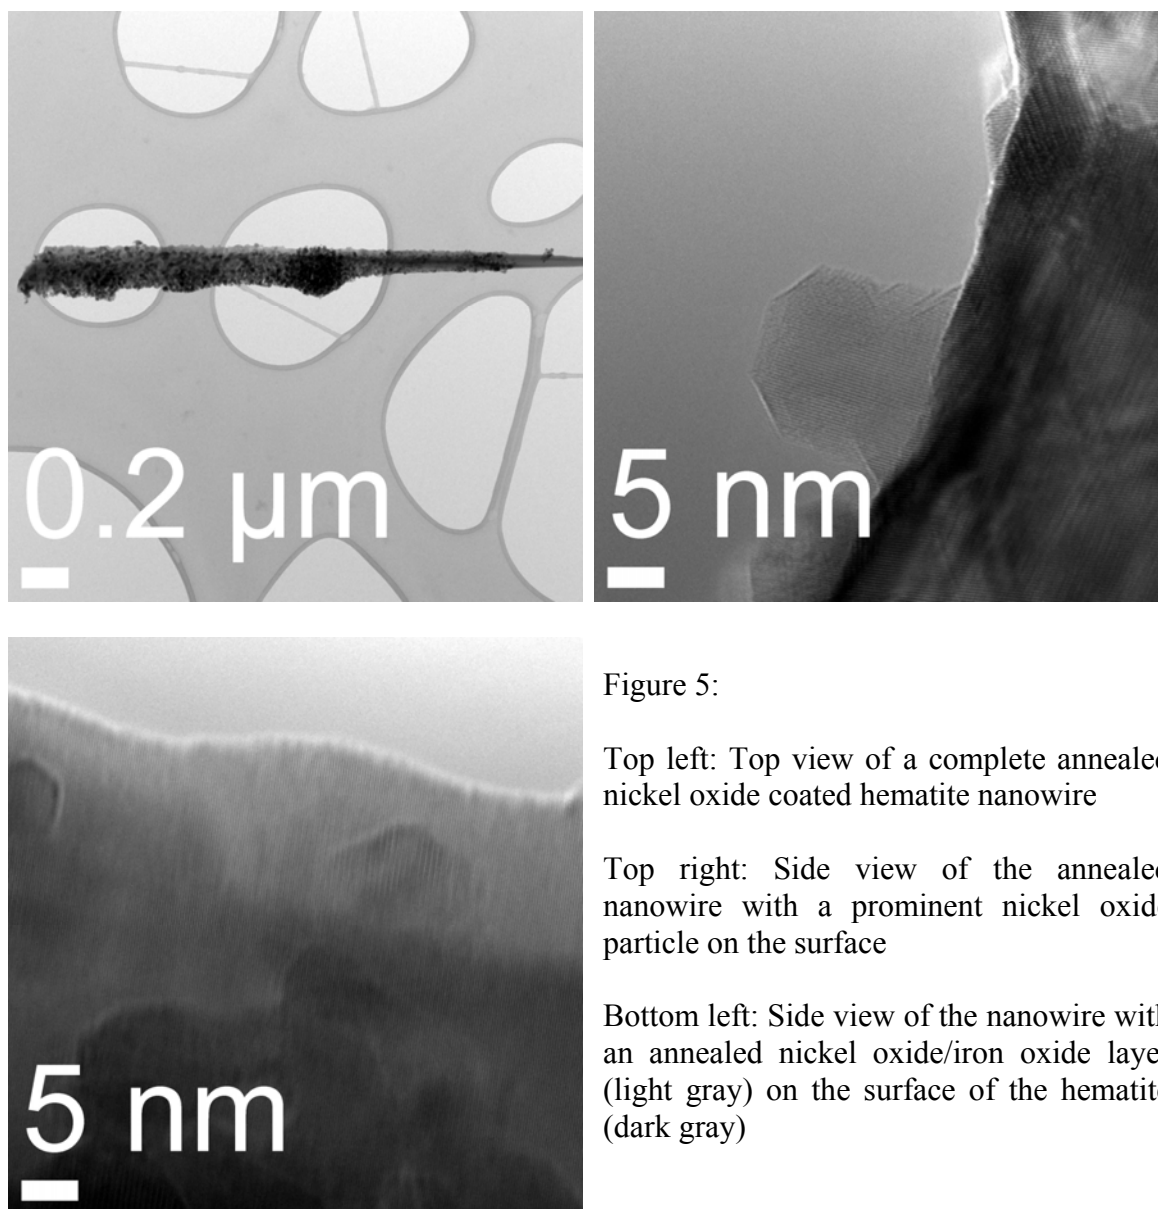 0.2 µm
5 nm
5 nm
Figure 5:
Top left: Top view of a complete annealed
nickel oxide coated hematite nanowire
Top right: Side view of the annealed
nanowire with a prominent nickel oxide
particle on the surface
Bottom left: Side view of the nanowire with
an annealed nickel oxide/iron oxide laye
(light gray) on the surface of the hematite
(dark gray)